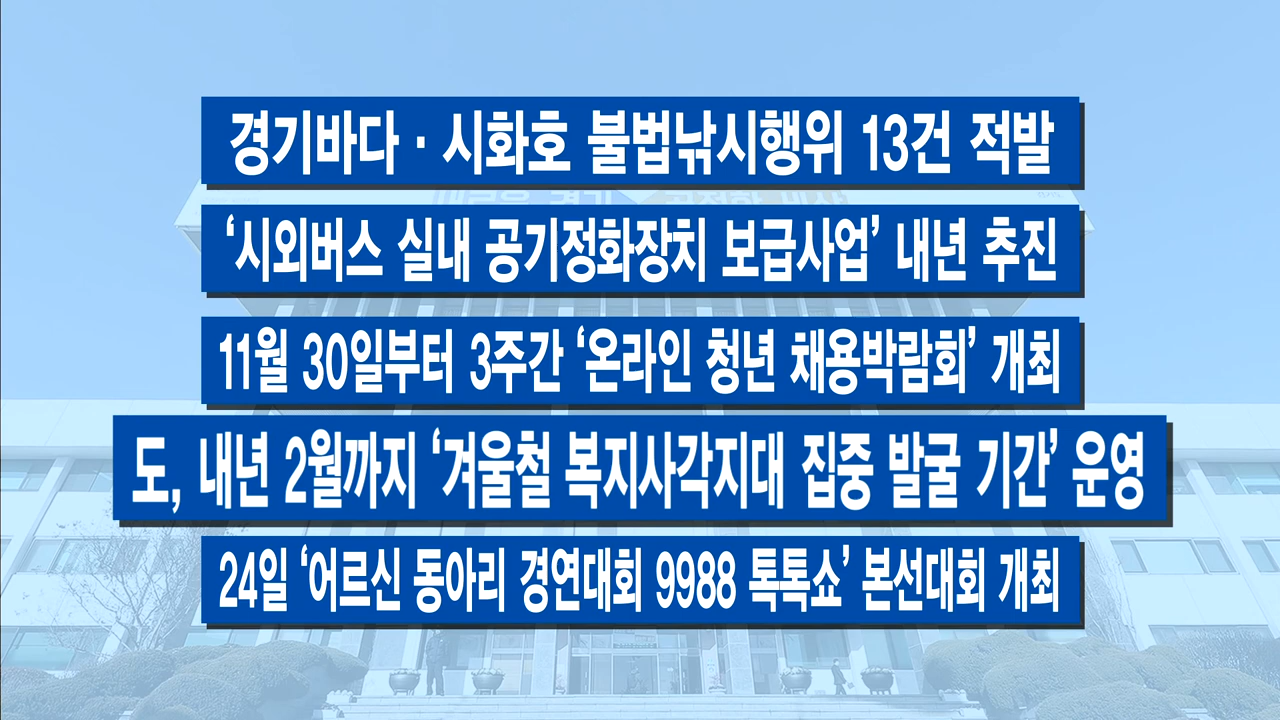 경기바다·시화호 불법낚시행위 13건 적발
‘시외버스 실내 공기정화장치 보급사업’ 내년 추진
11월 30일부터 3주간 ‘온라인 청년 채용박람회’ 개최
도, 내년 2월까지 ‘겨울철 복지사각지대 집중 발굴 기간’ 운영
24일 ‘어르신 동아리 경연대회 9988 톡톡쇼’ 본선대회 개최